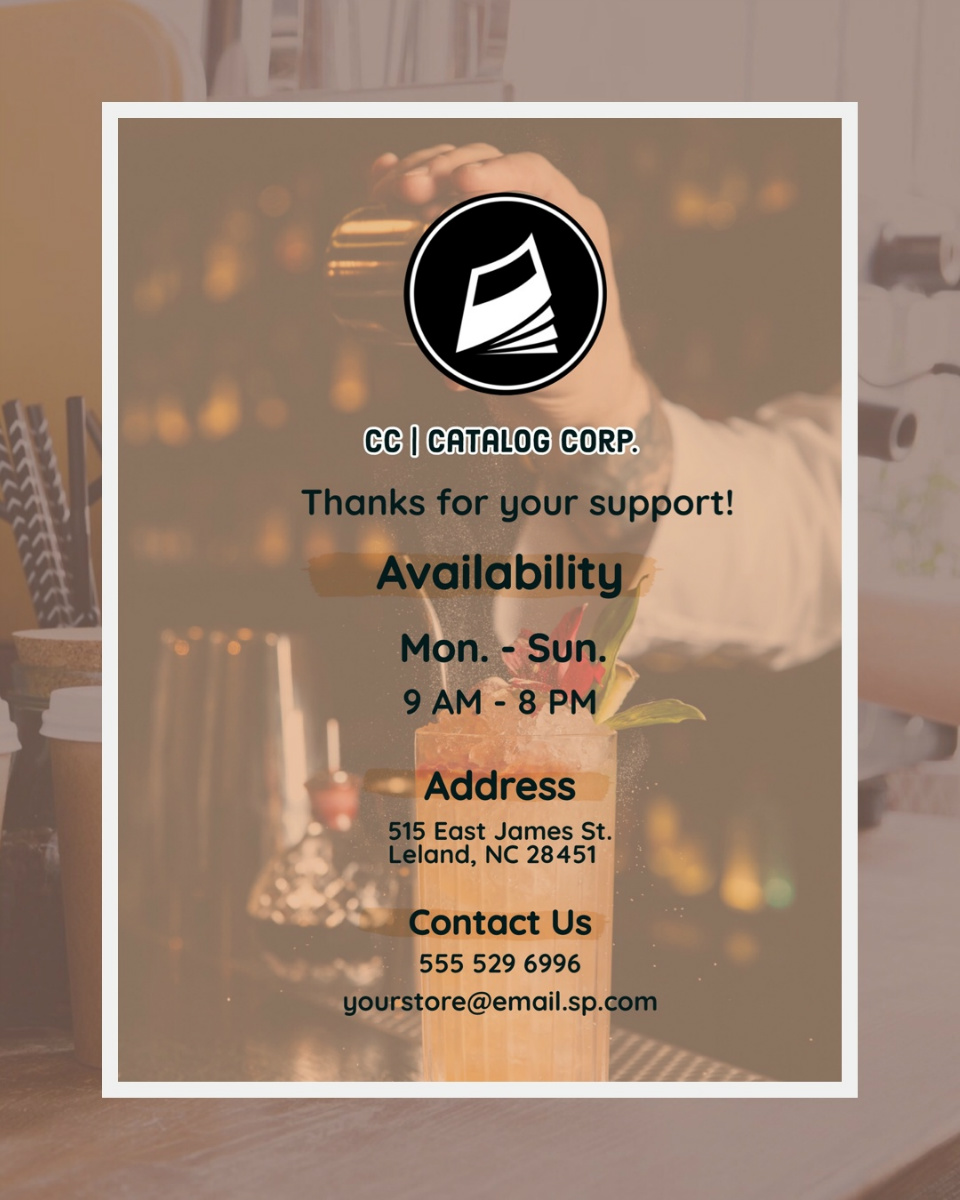 CC | CATALOG CORP.
Thanks for your support!
Availability
Mon. - Sun.
9 AM - 8 PM
Address
515 East James St.
Leland, NC 28451
Contact Us
555 529 6996
yourstore@email.sp.com